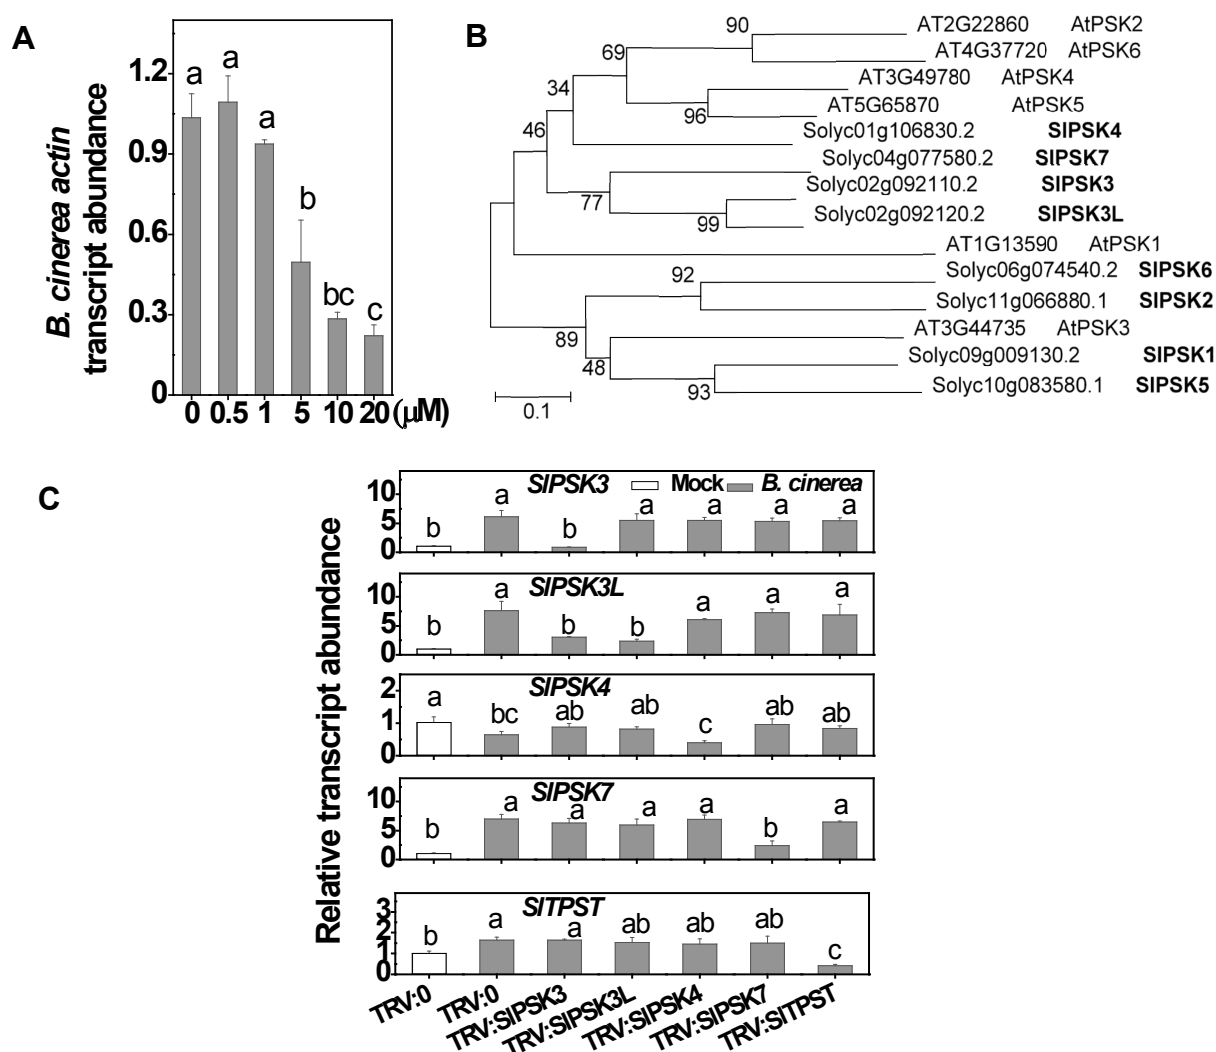 A
B. cinerea actin
transcript abundance
1.2
0.9
0.6
0.3
0
a
a
a
b
bc
c
0 0.5 1 5 10 20 (μM)
B
90
AT2G22860 AtPSK2
AT4G37720 AtPSK6
69
AT3G49780 AtPSK4
34
96
AT5G65870 AtPSK5
46
Solyc01g106830.2 SlPSK4
Solyc04g077580.2 SlPSK7
77
Solyc02g092110.2 SlPSK3
99
Solyc02g092120.2 SlPSK3L
AT1G13590 AtPSK1
92
Solyc06g074540.2 SlPSK6
Solyc11g066880.1 SlPSK2
89
AT3G44735 AtPSK3
48
Solyc09g009130.2 SlPSK1
93
Solyc10g083580.1 SlPSK5
0.1
C
Relative transcript abundance
SlPSK3 Mock B. cinerea
10
5
0
b a b a a a a
SlPSK3L
10
5
0
b a b b a a a
SlPSK4
2
1
0
a bc ab ab c ab ab
SlPSK7
10
5
0
b a a a a b a
SlTPST
3
2
1
0
b a a ab ab ab c
TRV:0 TRV:0 TRV:SlPSK3 TRV:SlPSK3L TRV:SlPSK4 TRV:SlPSK7 TRV:SlTPST